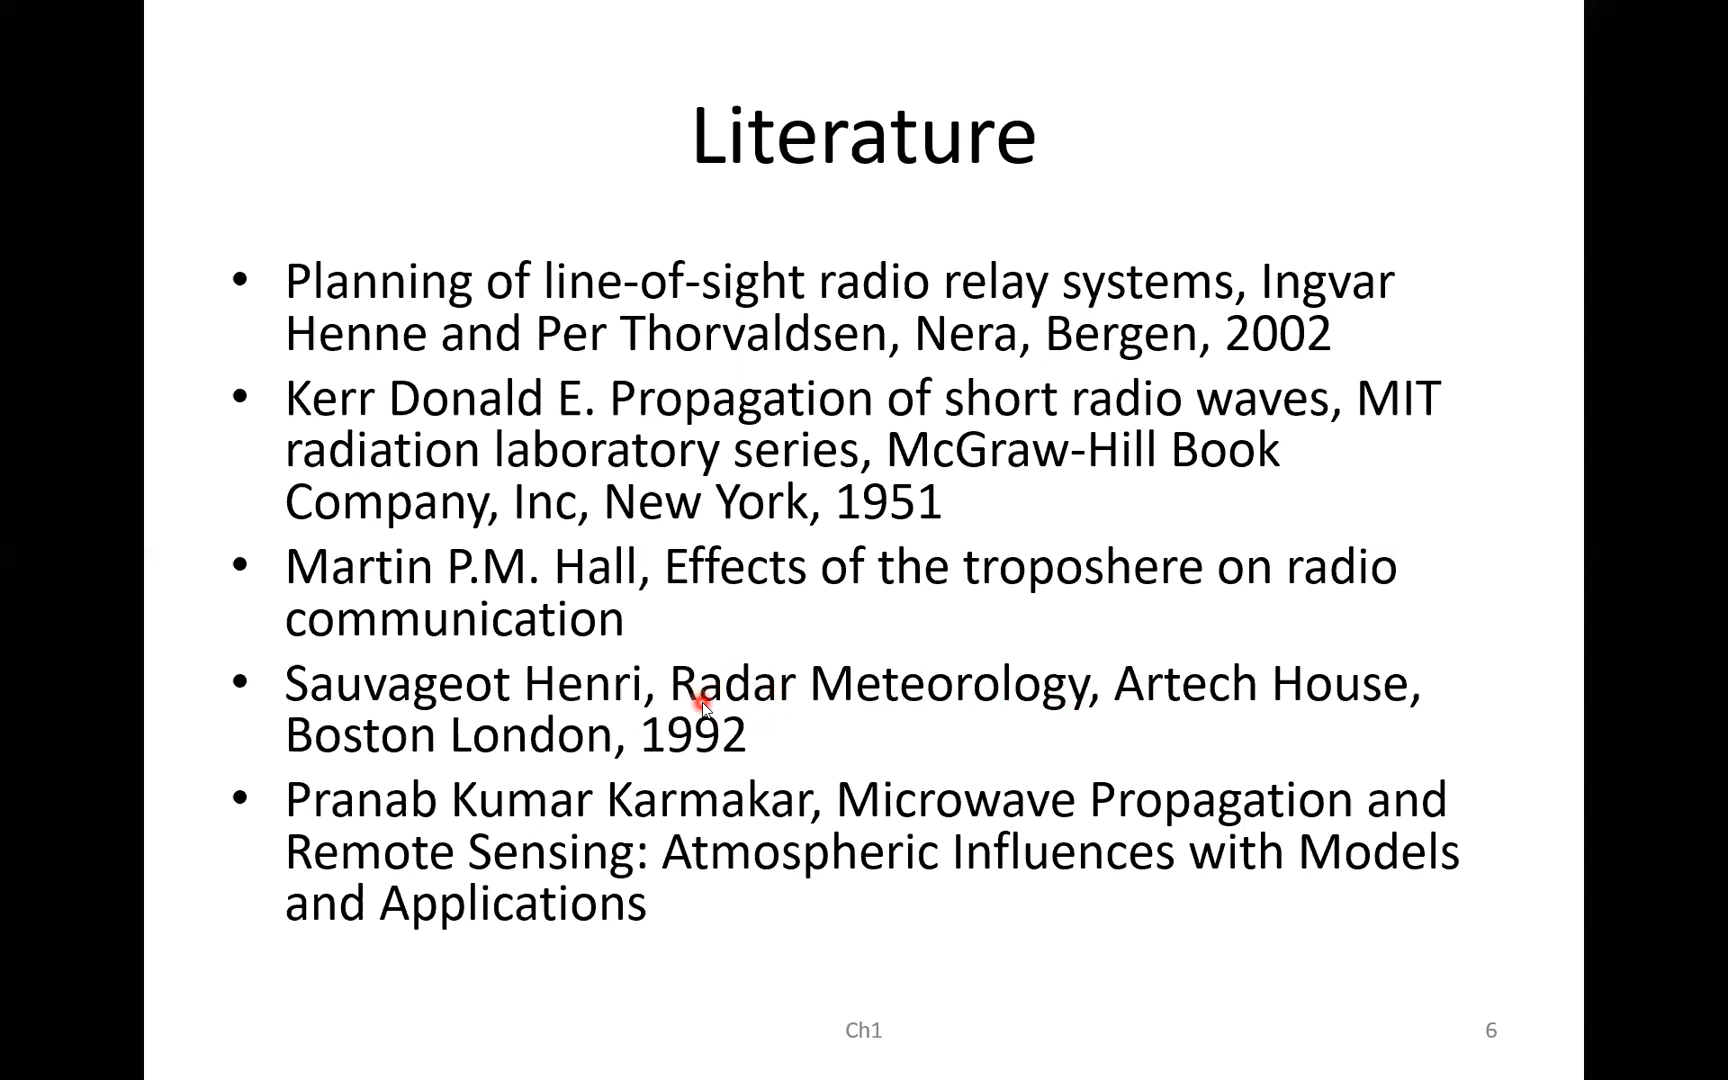 Literature
• Planning of line-of-sight radio relay systems, Ingvar
Henne and Per Thorvaldsen, Nera, Bergen, 2002
• Kerr Donald E. Propagation of short radio waves, MIT
radiation laboratory series, McGraw-Hill Book
Company, Inc, New York, 1951
• Martin P.M. Hall, Effects of the troposhere on radio
communication
• Sauvageot Henri, Radar Meteorology, Artech House,
Boston London, 1992
• Pranab Kumar Karmakar, Microwave Propagation and
Remote Sensing: Atmospheric Influences with Models
and Applications
Ch1
6